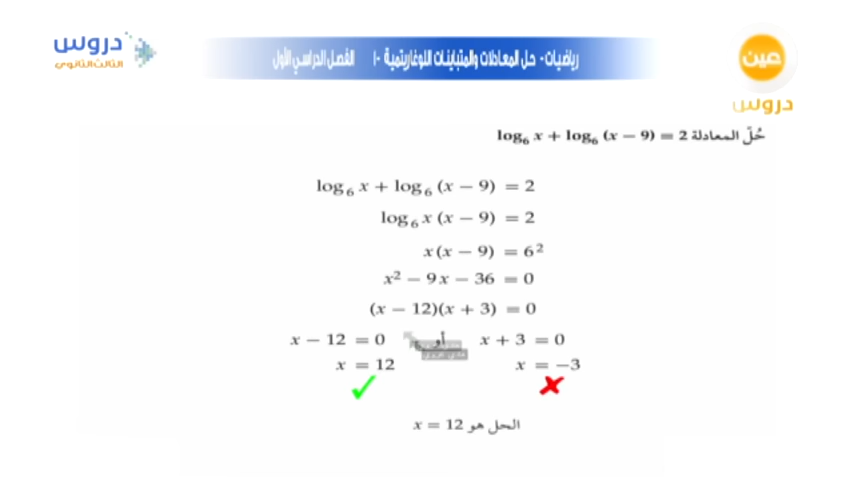 دروس
الثالث الثانوي
رياضيات - حل المعادلات والمتباينات اللوغاريتمية - ١ الفصل الدراسي الأول
عين
دروس
حُلّ المعادلة log₆ x + log₆ (x − 9) = 2
log₆ x + log₆ (x − 9) = 2
log₆ x (x − 9) = 2
x(x − 9) = 6²
x² − 9x − 36 = 0
(x − 12)(x + 3) = 0
x − 12 = 0 أو x + 3 = 0
x = 12 x = −3
الحل هو x = 12